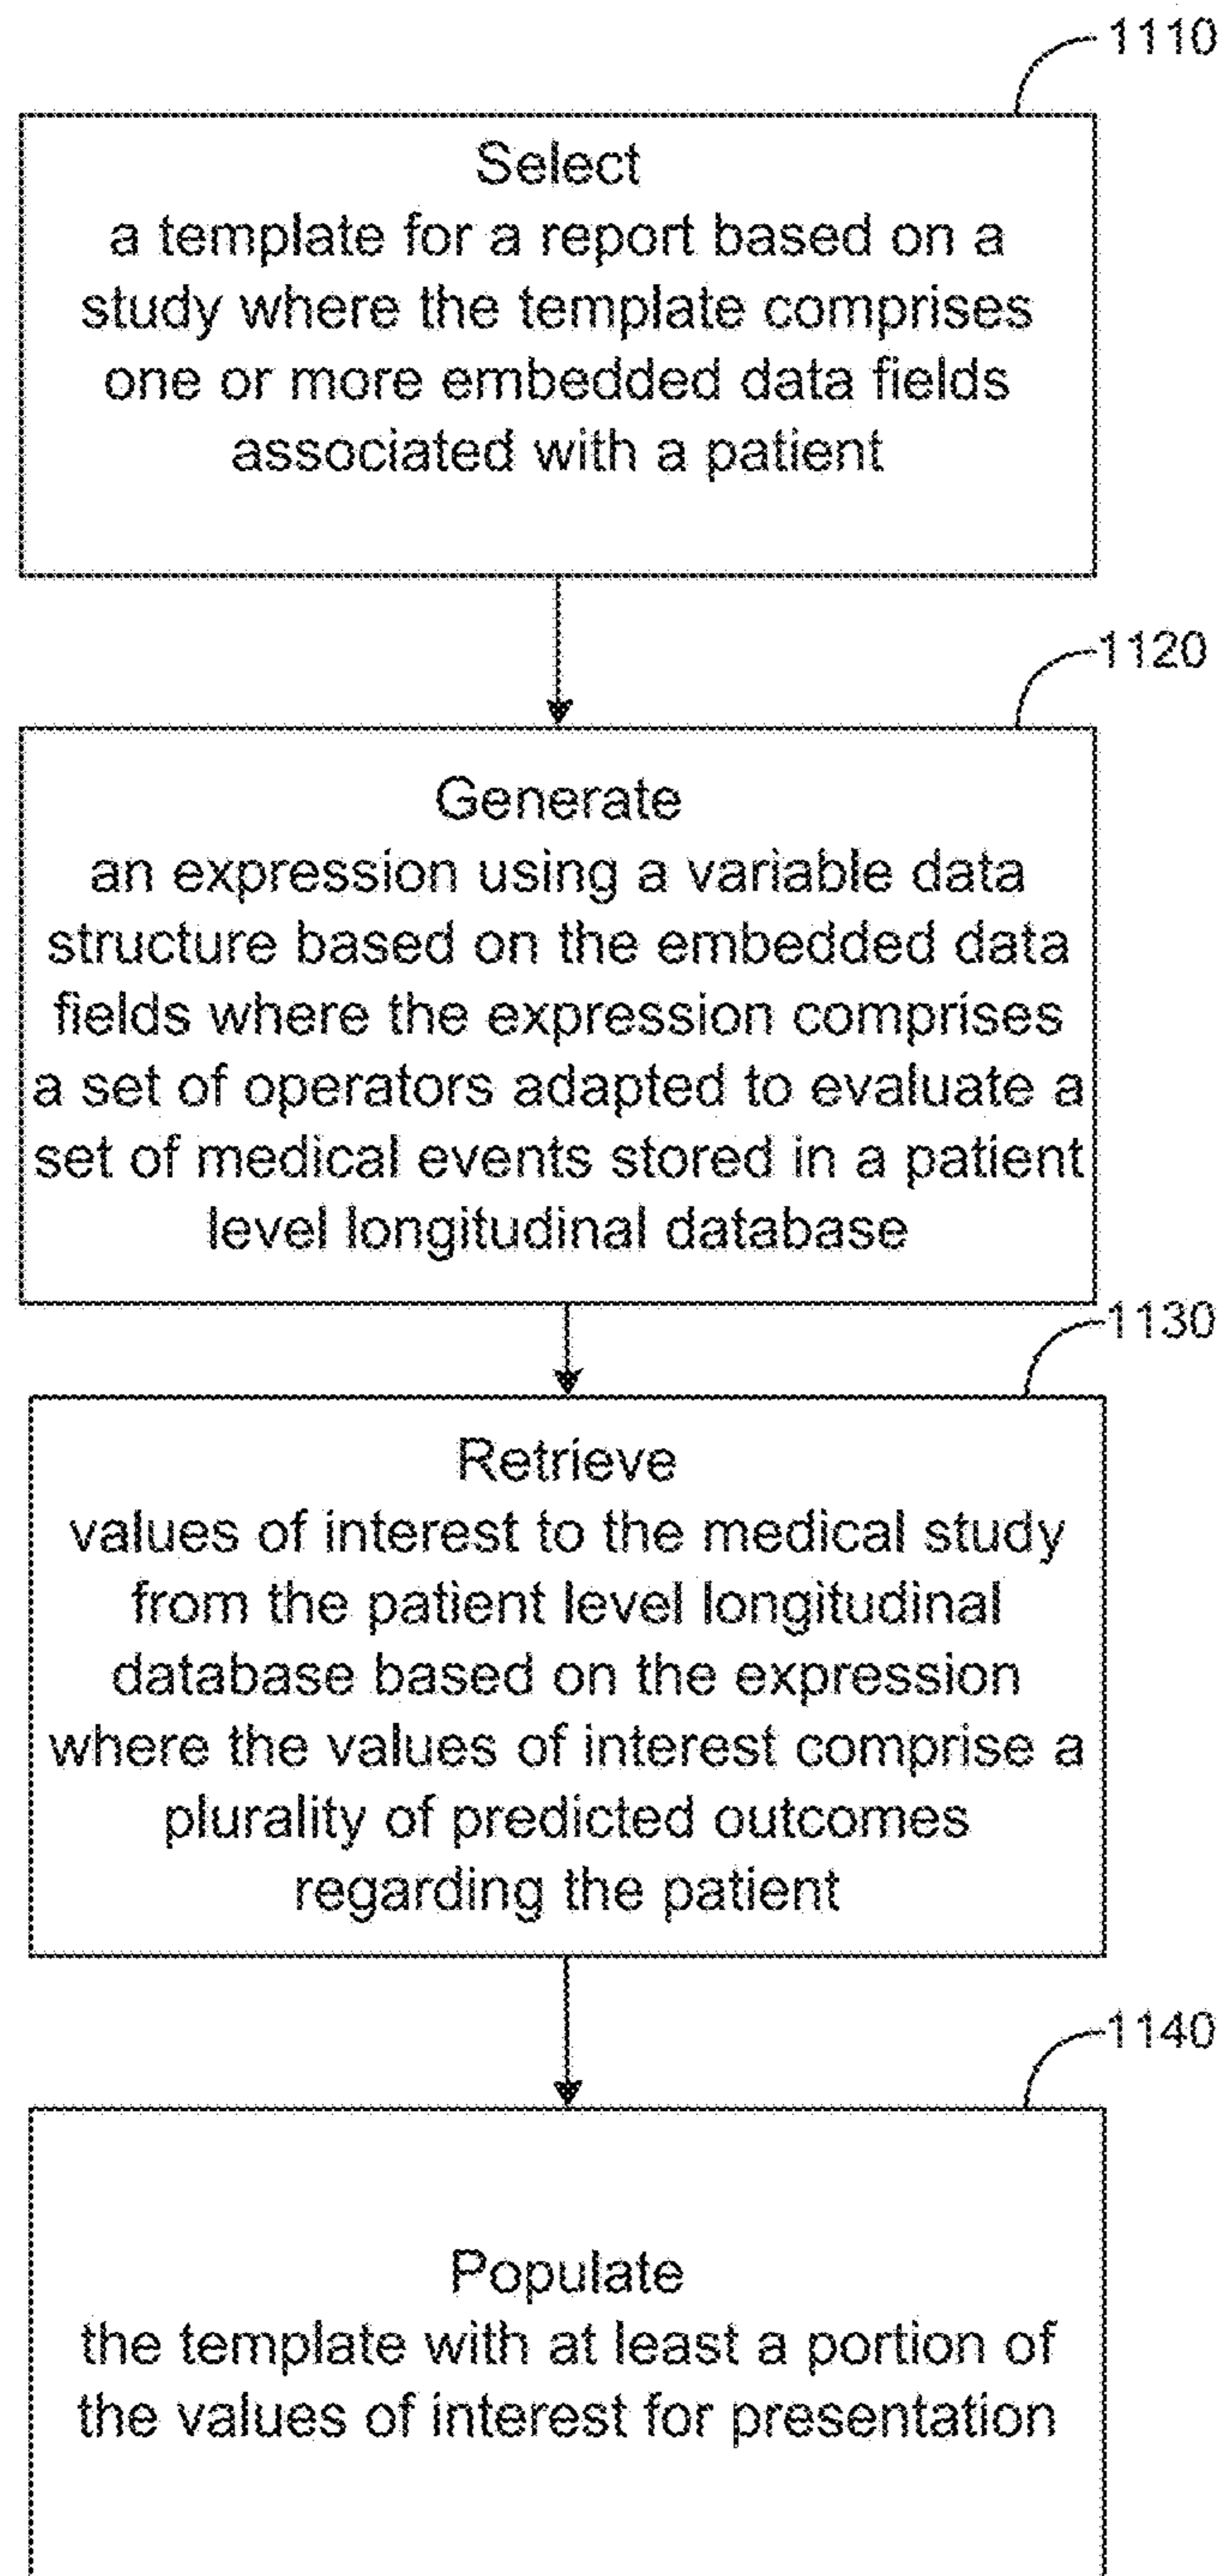 1110
Select
a template for a report based on a
study where the template comprises
one or more embedded data fields
associated with a patient
1120
Generate
an expression using a variable data
structure based on the embedded data
fields where the expression comprises
a set of operators adapted to evaluate a
set of medical events stored in a patient
level longitudinal database
1130
Retrieve
values of interest to the medical study
from the patient level longitudinal
database based on the expression
where the values of interest comprise a
plurality of predicted outcomes
regarding the patient
1140
Populate
the template with at least a portion of
the values of interest for presentation